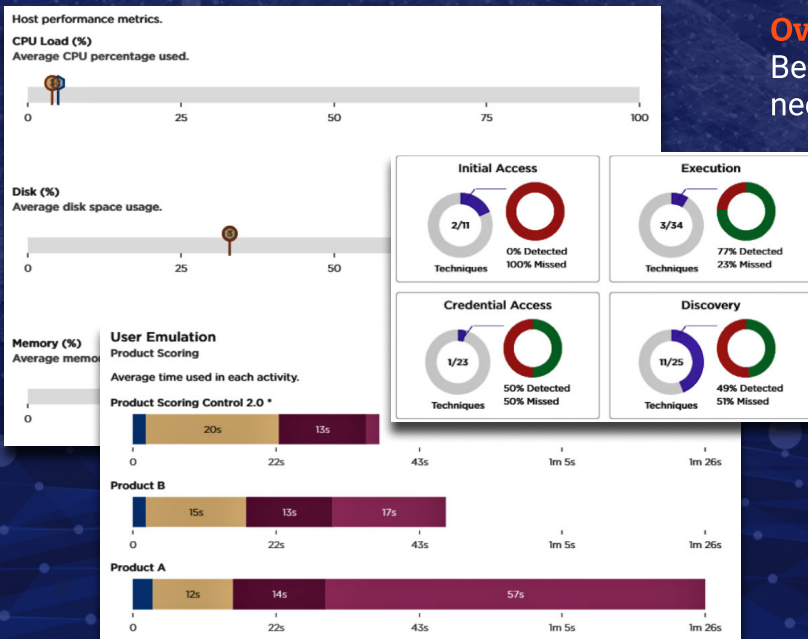 Host performance metrics.
CPU Load (%)
Average CPU percentage used.
0 25 50 75 100
Disk (%)
Average disk space usage.
0 25 50
Memory (%)
Average
0
Initial Access
2/11
Techniques
0% Detected
100% Missed
Execution
3/34
Techniques
77% Detected
23% Missed
Credential Access
1/23
Techniques
50% Detected
50% Missed
Discovery
11/25
Techniques
49% Detected
51% Missed
User Emulation
Product Scoring
Average time used in each activity.
Product Scoring Control 2.0 *
20s 13s
0 22s 43s 1m 5s 1m 26s
Product B
15s 13s 17s
0 22s 43s 1m 5s 1m 26s
Product A
12s 14s 57s
0 22s 43s 1m 5s 1m 26s